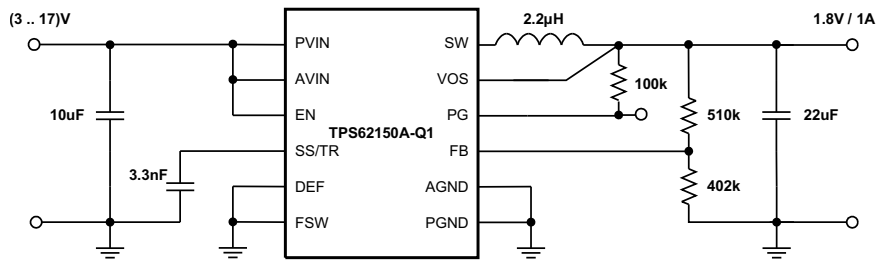 (3 .. 17)V
2.2µH
1.8V / 1A
PVIN
SW
AVIN
VOS
100k
10uF
EN
PG
510k
22uF
TPS62150A-Q1
SS/TR
FB
3.3nF
DEF
AGND
402k
FSW
PGND